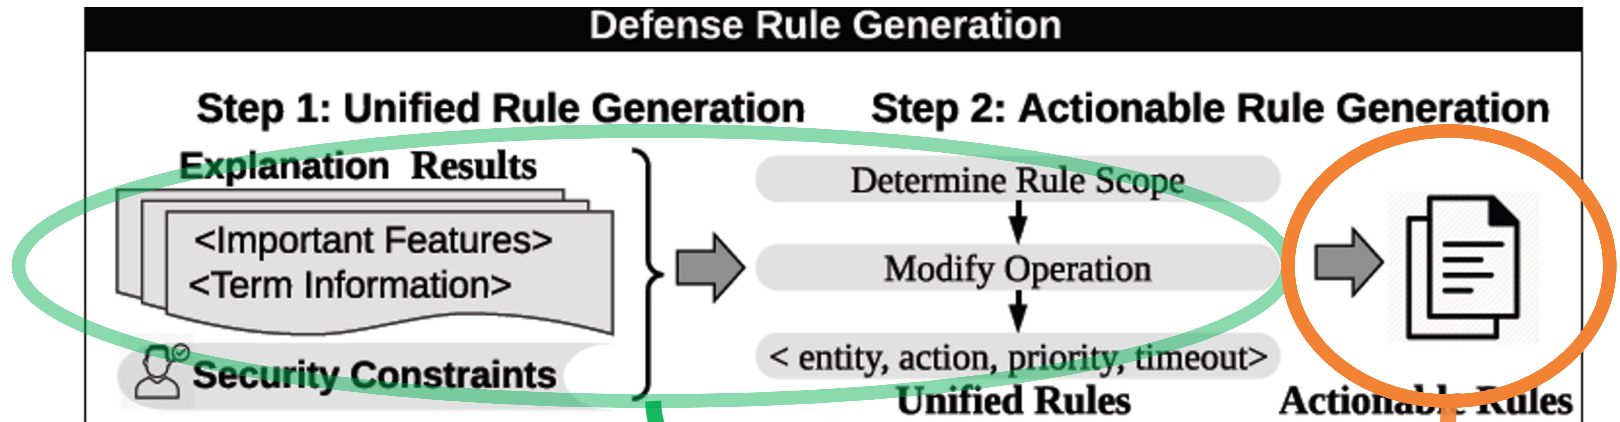 Defense Rule Generation
Step 1: Unified Rule Generation
Step 2: Actionable Rule Generation
Explanation Results
<Important Features>
<Term Information>
Security Constraints
Determine Rule Scope
Modify Operation
< entity, action, priority, timeout>
Unified Rules
Actionable Rules